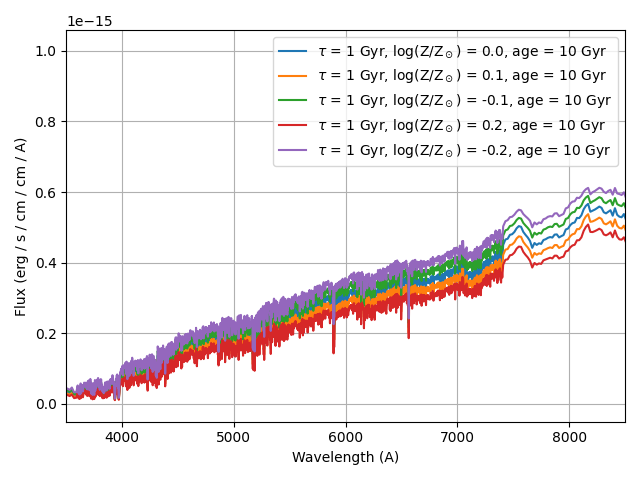 1e−15
1.0
0.8
0.6
0.4
0.2
0.0
Flux (erg / s / cm / cm / A)
τ = 1 Gyr, log(Z/Z⊙) = 0.0, age = 10 Gyr
τ = 1 Gyr, log(Z/Z⊙) = 0.1, age = 10 Gyr
τ = 1 Gyr, log(Z/Z⊙) = -0.1, age = 10 Gyr
τ = 1 Gyr, log(Z/Z⊙) = 0.2, age = 10 Gyr
τ = 1 Gyr, log(Z/Z⊙) = -0.2, age = 10 Gyr
4000 5000 6000 7000 8000
Wavelength (A)